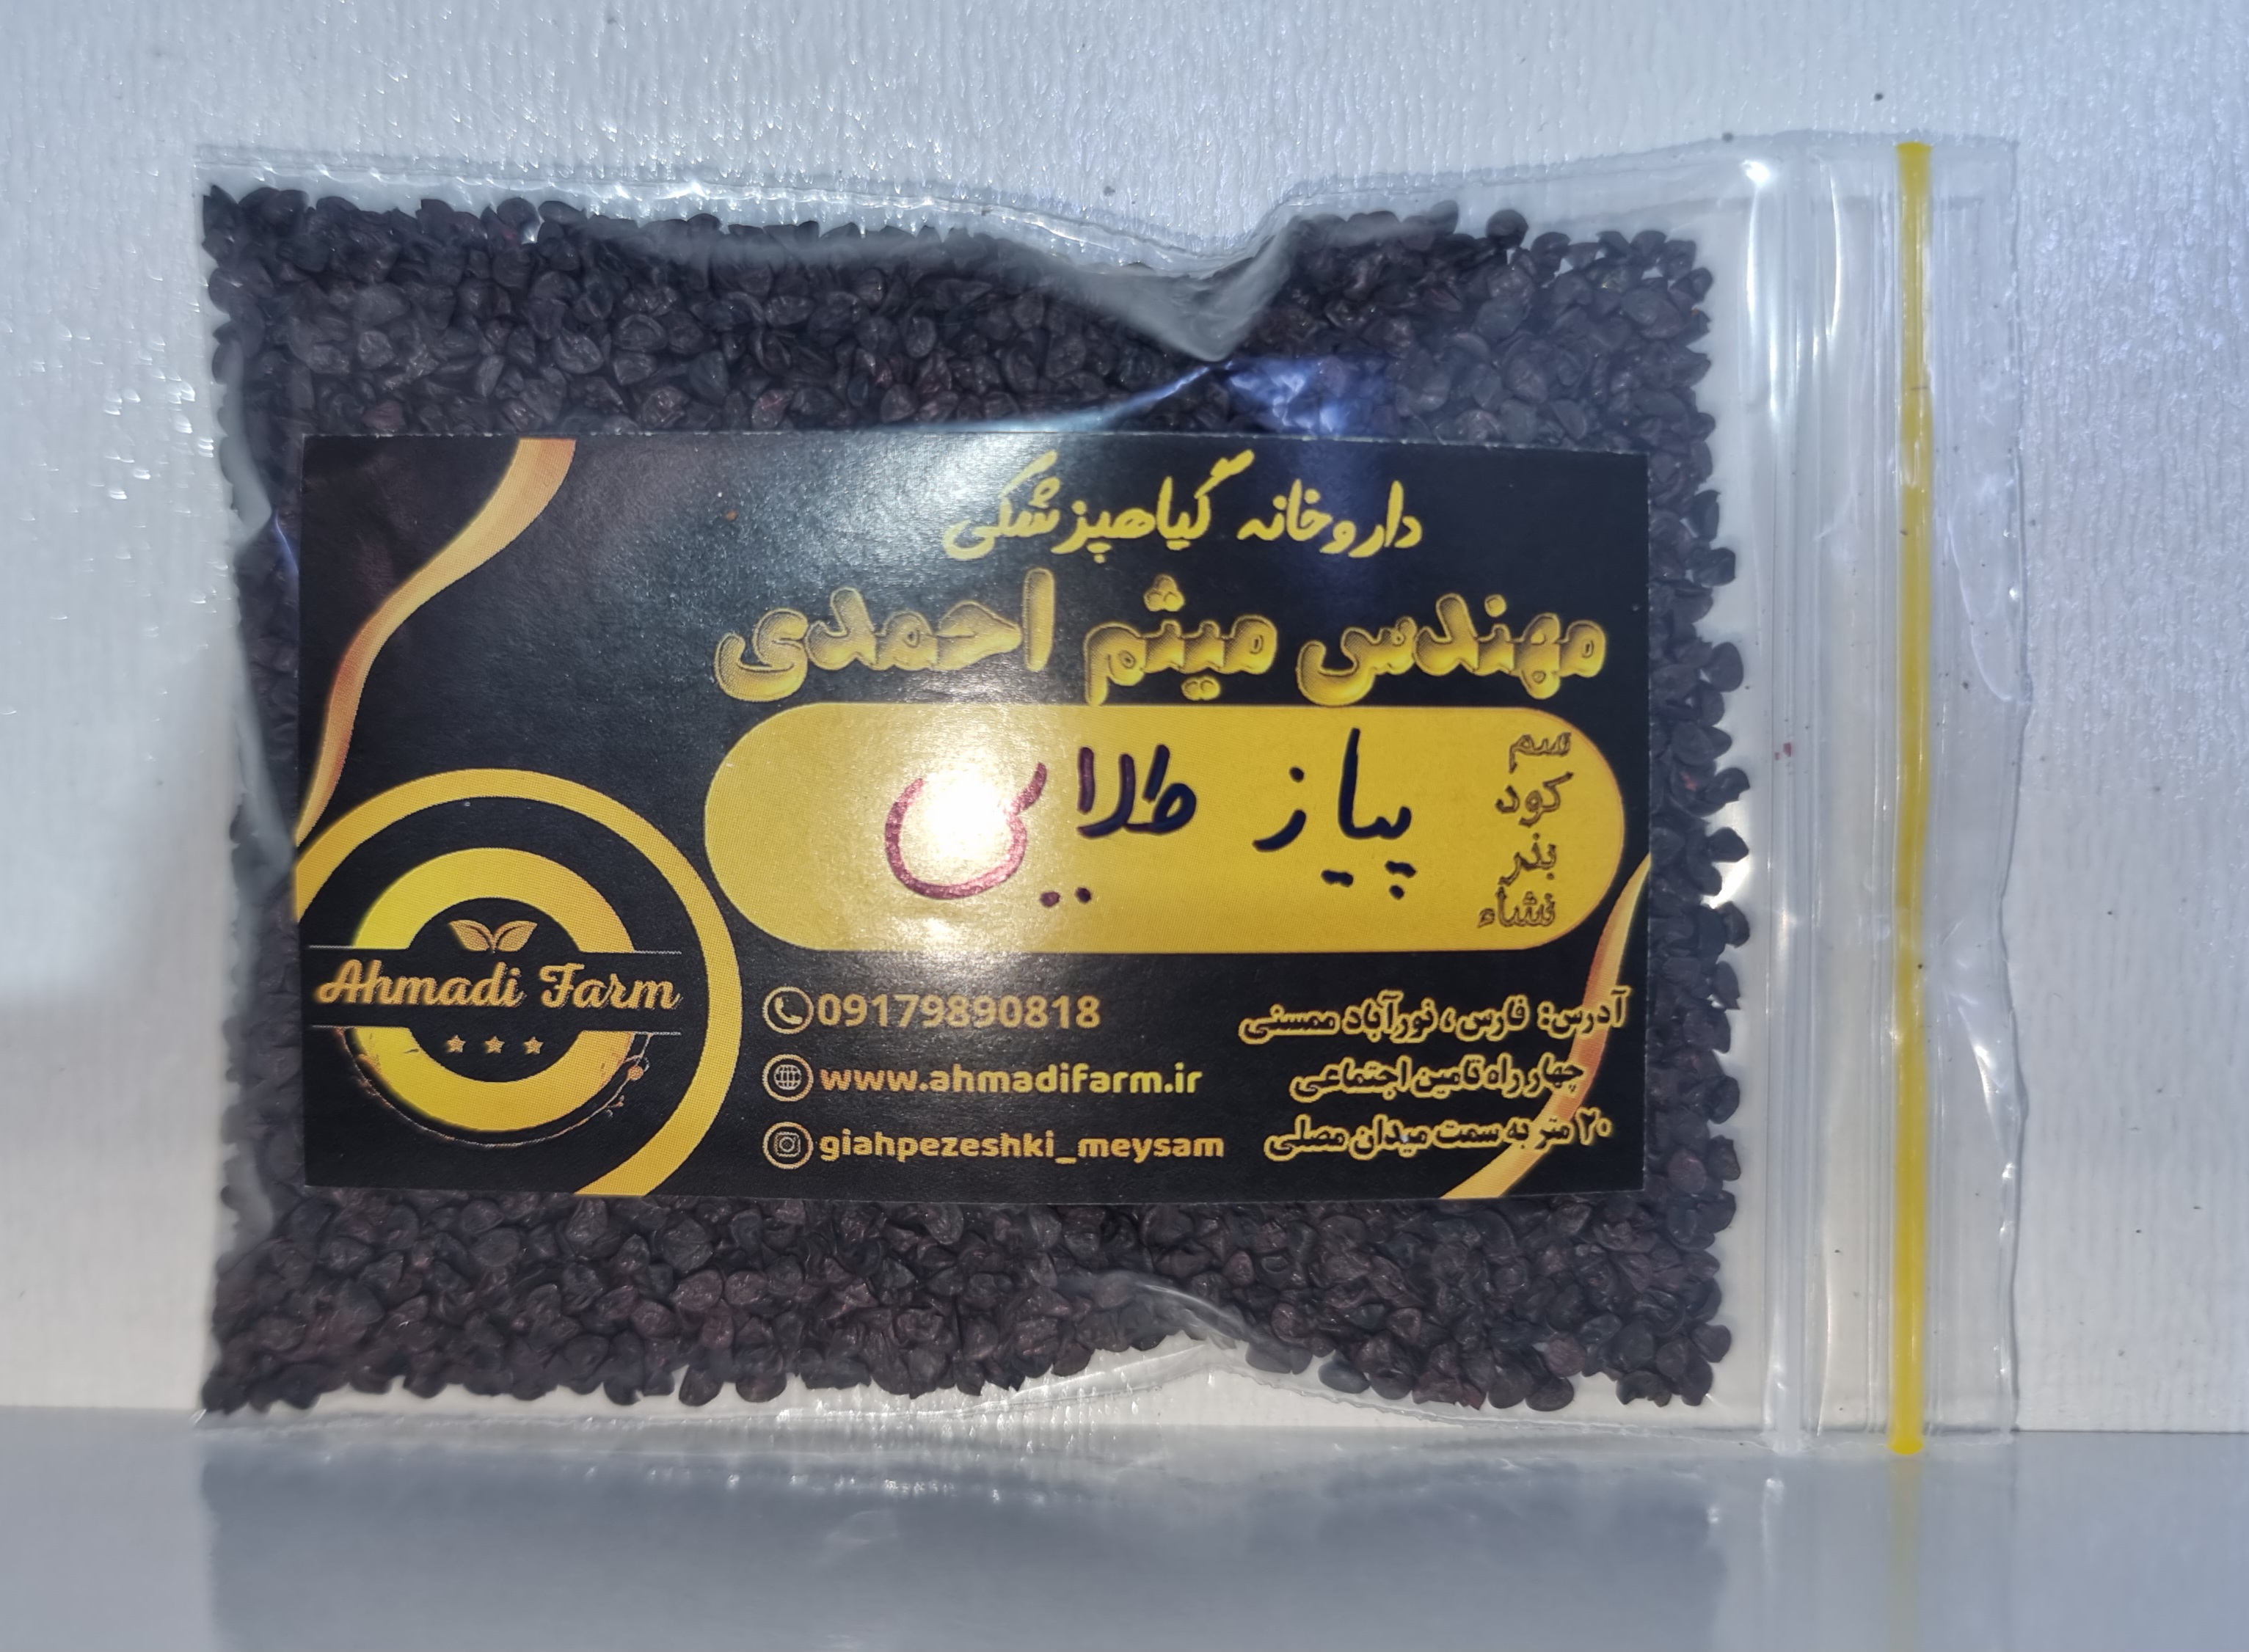 داروخانه گیاهپزشکی
مهندس میثم احمدی
سم
کود
بذر
نشاء
پیاز طلایی
Ahmadi Farm
09179890818
www.ahmadifarm.ir
giahpezeshki_meysam
آدرس: فارس، نورآباد ممسنی
چهار راه تامین اجتماعی
۲۰ متر به سمت میدان مصلی